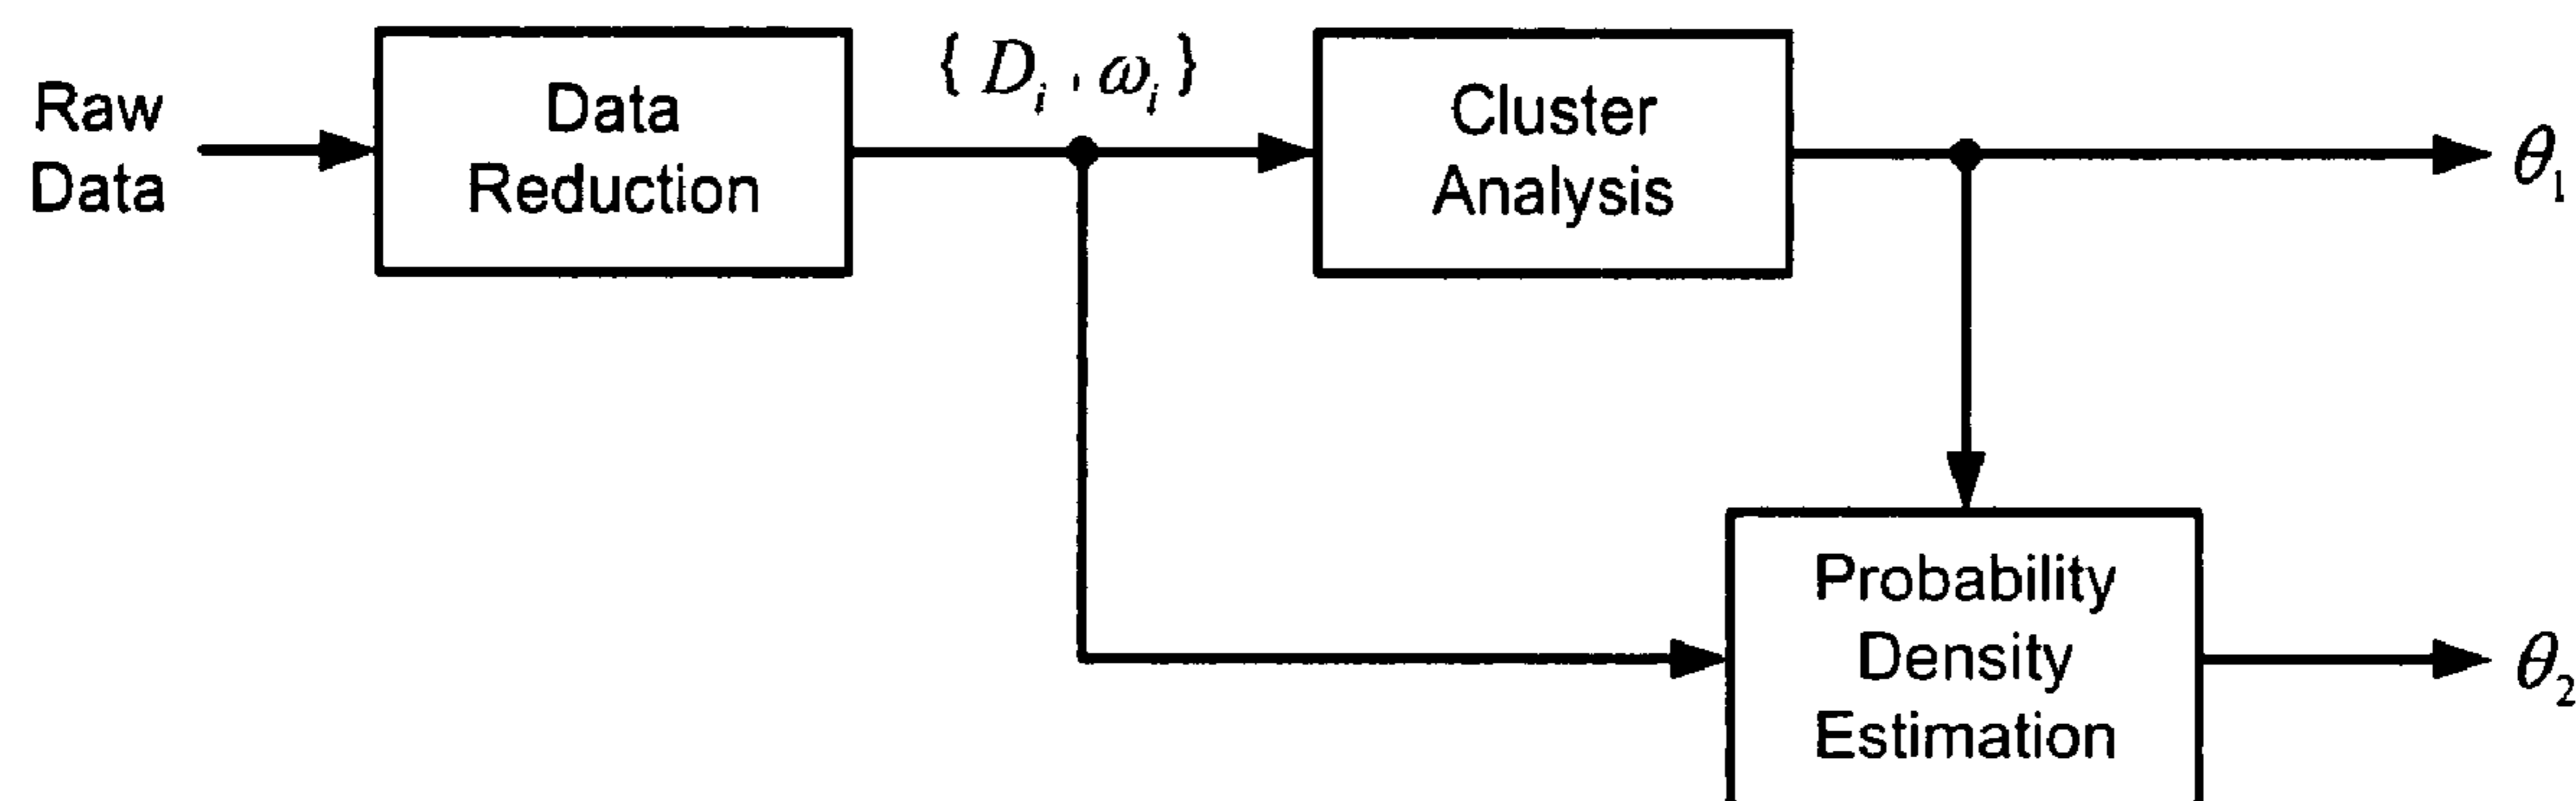 Raw
Data
Data
Reduction
{ D_i , ω_i }
Cluster
Analysis
θ_1
Probability
Density
Estimation
θ_2